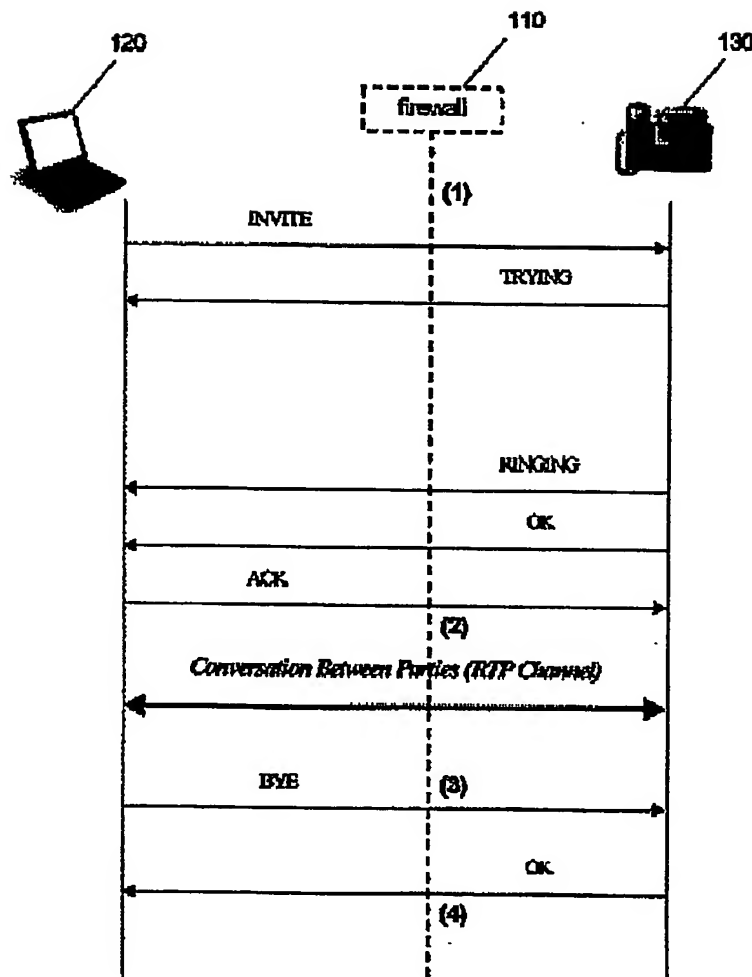 110
120
130
firewall
(1)
INVITE
TRYING
RINGING
OK
ACK
(2)
Conversation Between Parties (RTP Channel)
BYE
(3)
OK
(4)